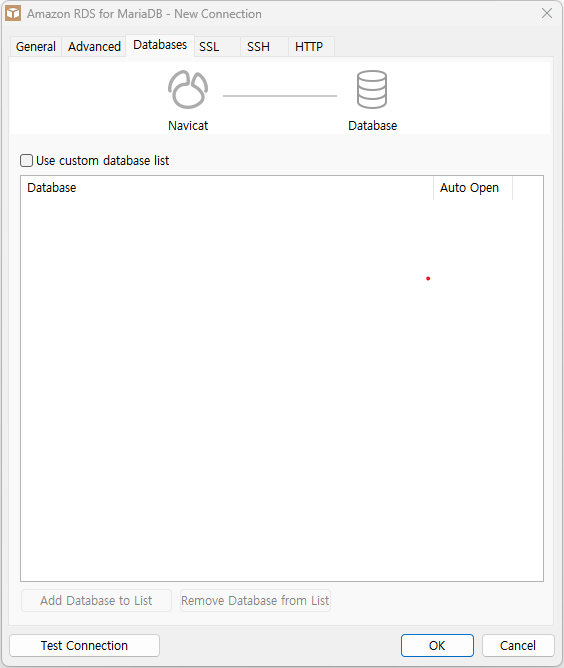 Amazon RDS for MariaDB - New Connection
General Advanced Databases SSL SSH HTTP
Navicat Database
Use custom database list
Database Auto Open
Add Database to List Remove Database from List
Test Connection OK Cancel